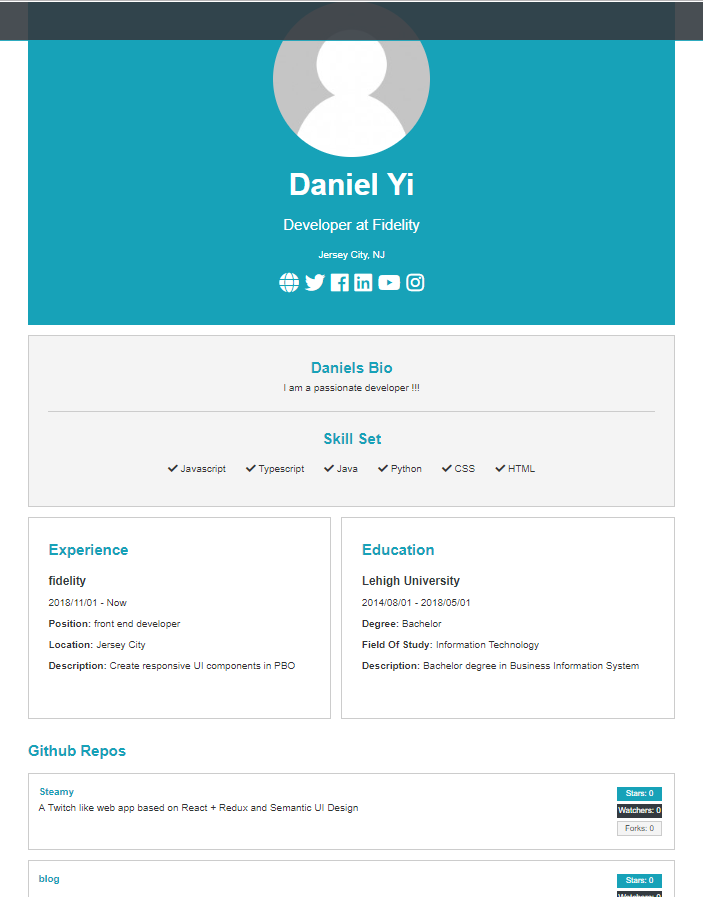 Daniel Yi
Developer at Fidelity
Jersey City, NJ
Daniels Bio
I am a passionate developer !!!
Skill Set
Javascript Typescript Java Python CSS HTML
Experience
fidelity
2018/11/01 - Now
Position: front end developer
Location: Jersey City
Description: Create responsive UI components in PBO
Education
Lehigh University
2014/08/01 - 2018/05/01
Degree: Bachelor
Field Of Study: Information Technology
Description: Bachelor degree in Business Information System
Github Repos
Steamy
A Twitch like web app based on React + Redux and Semantic UI Design
Stars: 0
Watchers: 0
Forks: 0
blog
Stars: 0